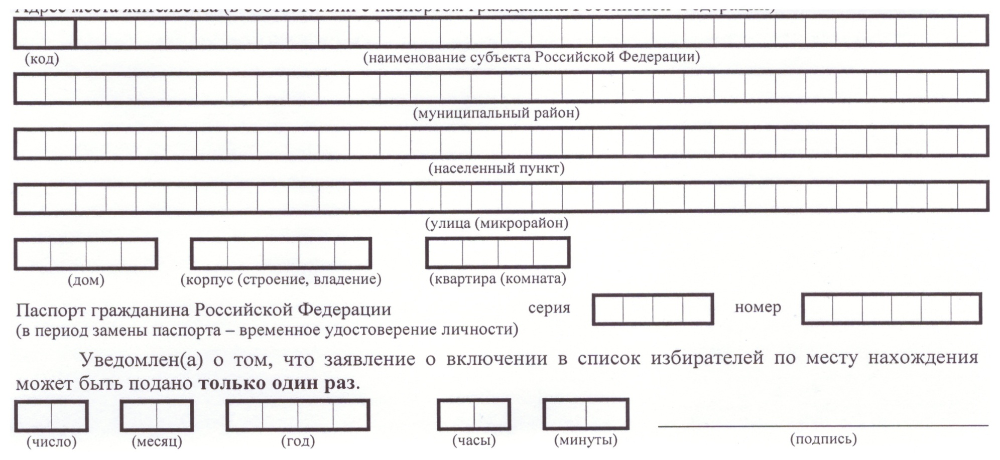 Адрес места жительства (в соответствии с паспортом гражданина Российской Федерации)
(код) (наименование субъекта Российской Федерации)
(муниципальный район)
(населенный пункт)
(улица (микрорайон)
(дом) (корпус (строение, владение) (квартира (комната)
Паспорт гражданина Российской Федерации серия номер
(в период замены паспорта – временное удостоверение личности)
Уведомлен(а) о том, что заявление о включении в список избирателей по месту нахождения
может быть подано только один раз.
(число) (месяц) (год) (часы) (минуты) (подпись)